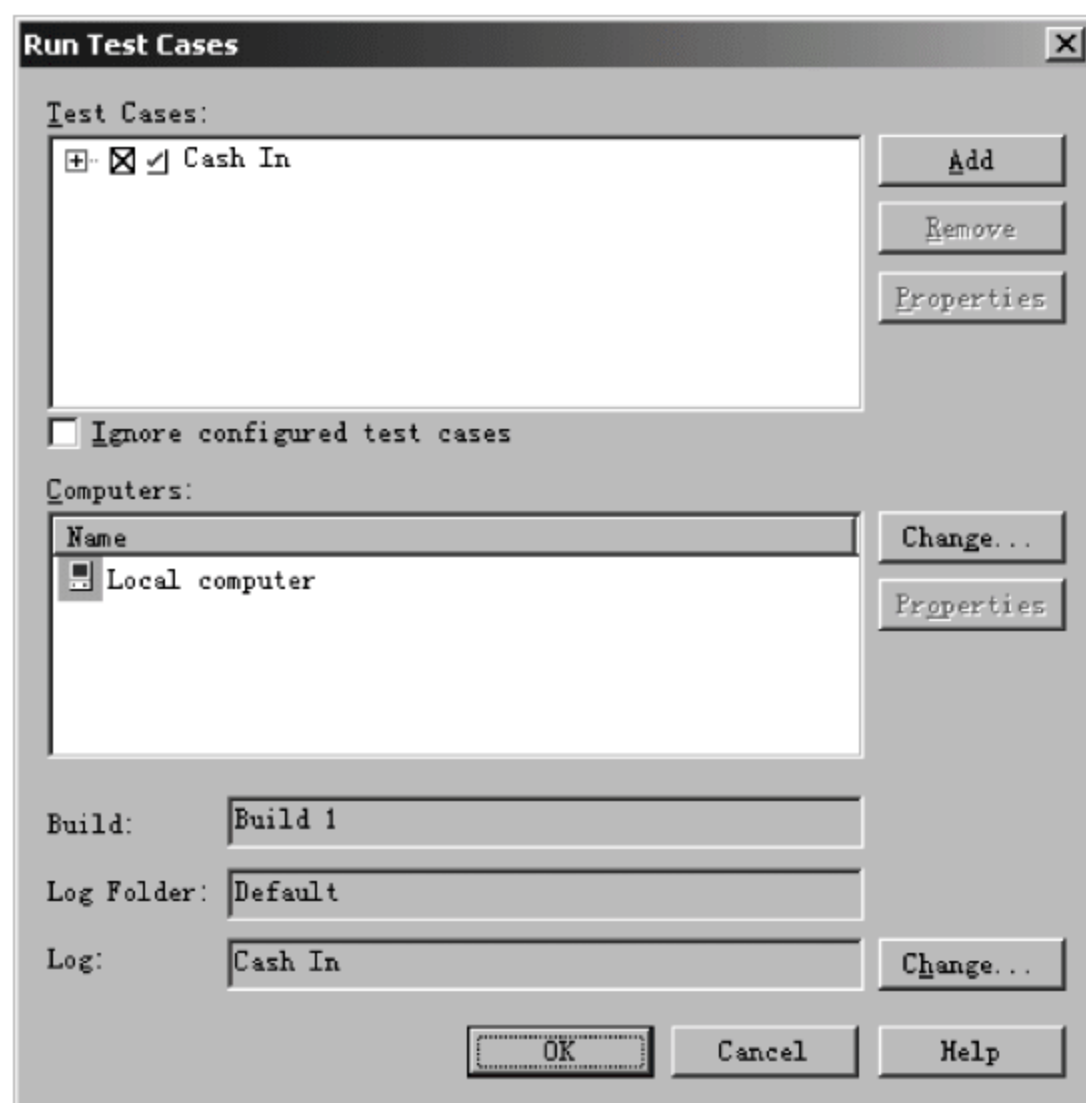 Run Test Cases
Test Cases:
Cash In
Add
Remove
Properties
Ignore configured test cases
Computers:
Name
Change...
Local computer
Properties
Build:
Build 1
Log Folder:
Default
Log:
Cash In
Change...
OK
Cancel
Help